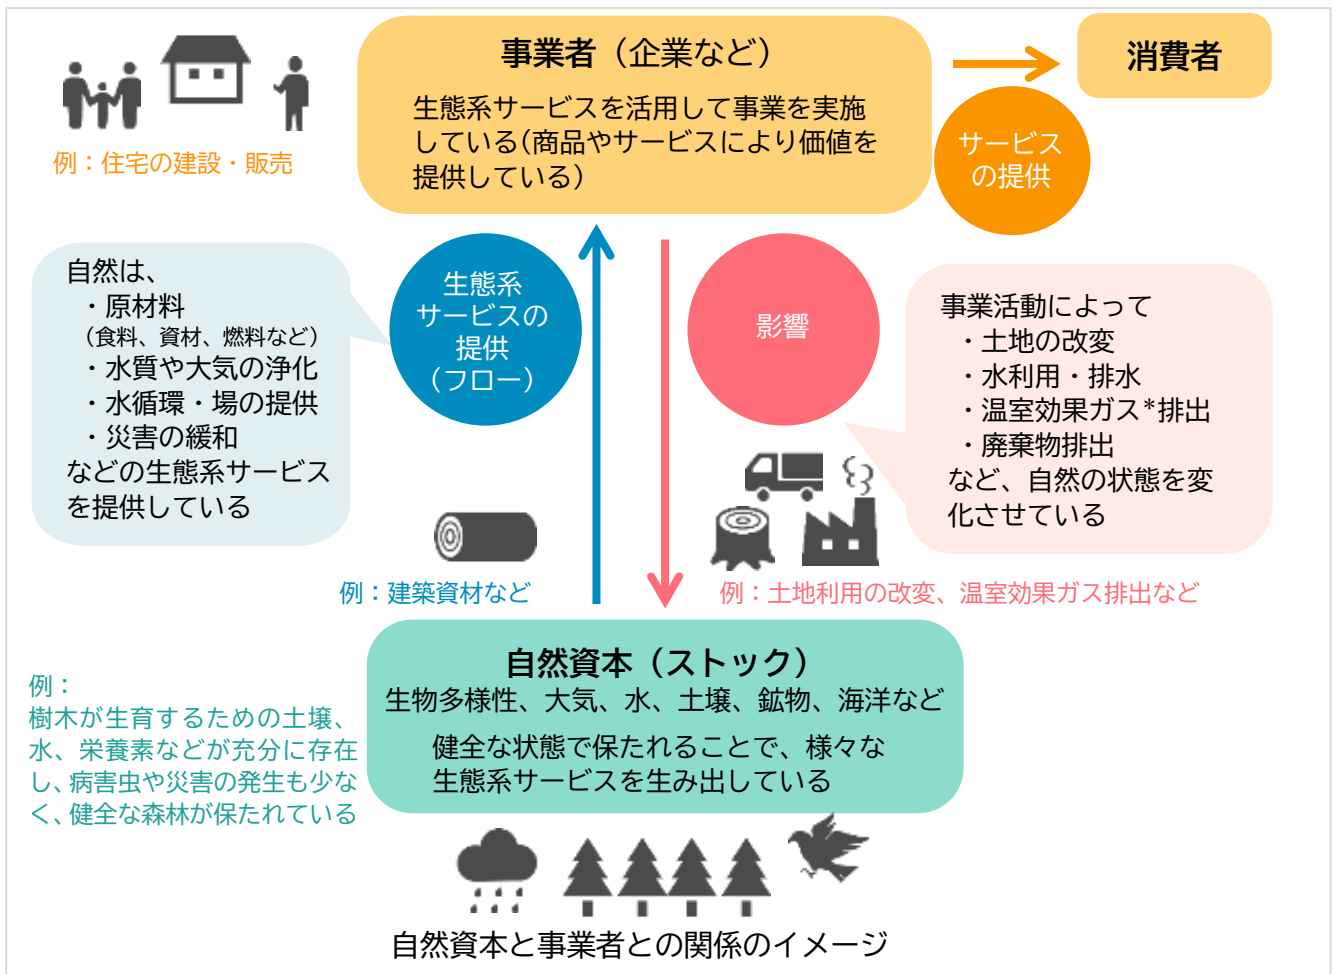 事業者（企業など）
生態系サービスを活用して事業を実施
している(商品やサービスにより価値を
提供している)
消費者
サービス
の提供
例：住宅の建設・販売
自然は、
・原材料
（食料、資材、燃料など）
・水質や大気の浄化
・水循環・場の提供
・災害の緩和
などの生態系サービス
を提供している
生態系
サービスの
提供
（フロー）
影響
事業活動によって
・土地の改変
・水利用・排水
・温室効果ガス*排出
・廃棄物排出
など、自然の状態を変
化させている
例：建築資材など
例：土地利用の改変、温室効果ガス排出など
自然資本（ストック）
生物多様性、大気、水、土壌、鉱物、海洋など
健全な状態で保たれることで、様々な
生態系サービスを生み出している
例：
樹木が生育するための土壌、
水、栄養素などが充分に存在
し、病害虫や災害の発生も少な
く、健全な森林が保たれている
自然資本と事業者との関係のイメージ